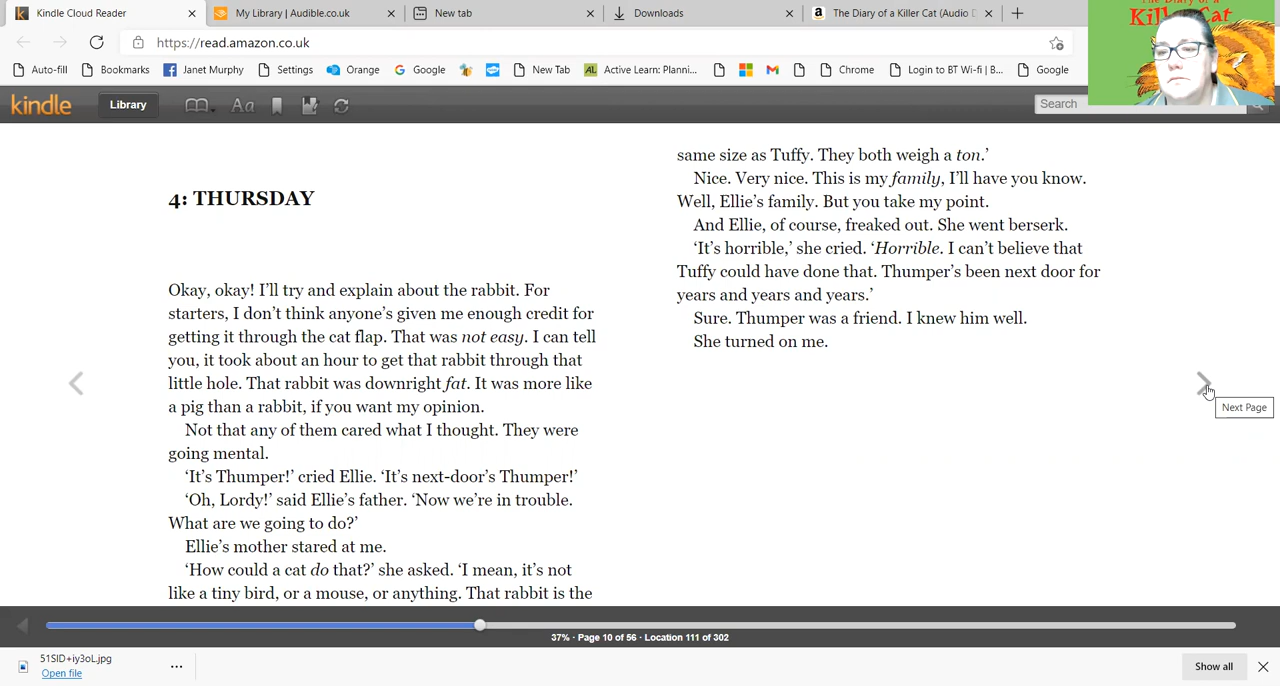 Kindle Cloud Reader
My Library | Audible.co.uk
New tab
Downloads
The Diary of a Killer Cat (Audio D
https://read.amazon.co.uk
Auto-fill
Bookmarks
Janet Murphy
Settings
Orange
Google
New Tab
AL
Active Learn: Planni...
Chrome
Login to BT Wi-fi | B...
Google
The Diary of a
Kill Cat
kindle
Library
Aa
Search
4: THURSDAY
Okay, okay! I’ll try and explain about the rabbit. For
starters, I don’t think anyone’s given me enough credit for
getting it through the cat flap. That was not easy. I can tell
you, it took about an hour to get that rabbit through that
little hole. That rabbit was downright fat. It was more like
a pig than a rabbit, if you want my opinion.
Not that any of them cared what I thought. They were
going mental.
‘It’s Thumper!’ cried Ellie. ‘It’s next-door’s Thumper!’
‘Oh, Lordy!’ said Ellie’s father. ‘Now we’re in trouble.
What are we going to do?’
Ellie’s mother stared at me.
‘How could a cat do that?’ she asked. ‘I mean, it’s not
like a tiny bird, or a mouse, or anything. That rabbit is the
same size as Tuffy. They both weigh a ton.’
Nice. Very nice. This is my family, I’ll have you know.
Well, Ellie’s family. But you take my point.
And Ellie, of course, freaked out. She went berserk.
‘It’s horrible,’ she cried. ‘Horrible. I can’t believe that
Tuffy could have done that. Thumper’s been next door for
years and years and years.’
Sure. Thumper was a friend. I knew him well.
She turned on me.
Next Page
37% · Page 10 of 56 · Location 111 of 302
51SID+iy3oL.jpg
Open file
Show all